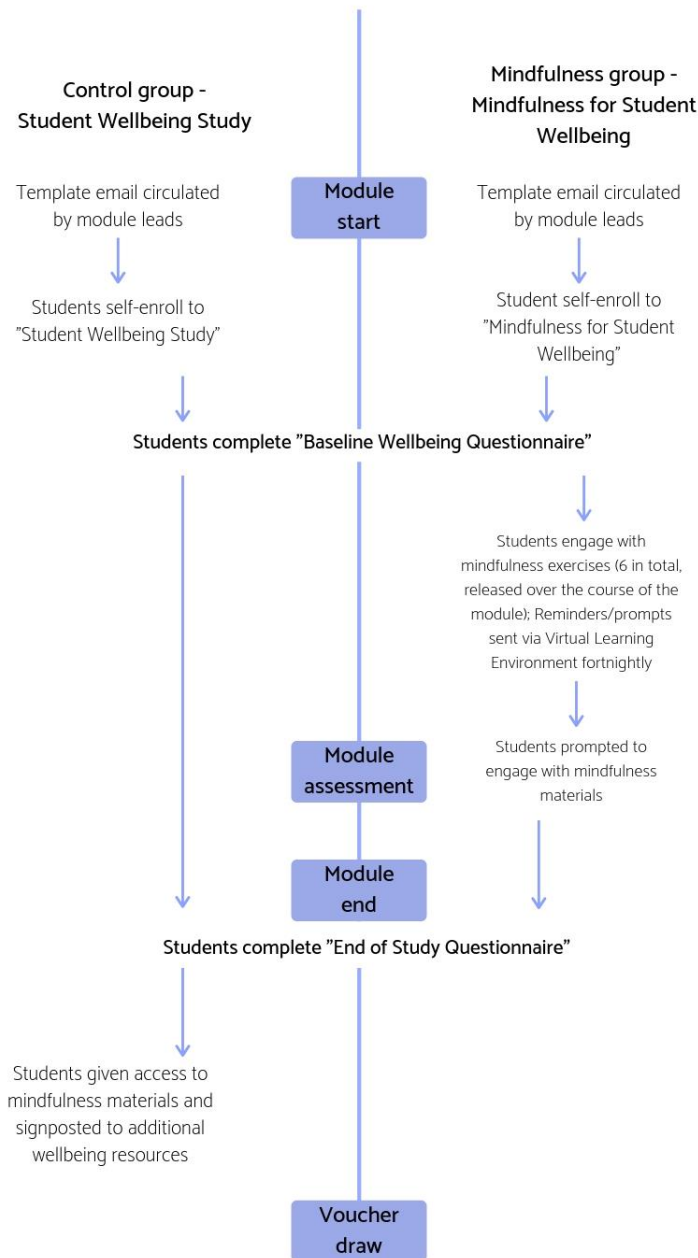 Control group -
Student Wellbeing Study
Mindfulness group -
Mindfulness for Student
Wellbeing
Template email circulated
by module leads
Module
start
Template email circulated
by module leads
Students self-enroll to
"Student Wellbeing Study"
Student self-enroll to
"Mindfulness for Student
Wellbeing"
Students complete "Baseline Wellbeing Questionnaire"
Students engage with
mindfulness exercises (6 in total,
released over the course of the
module); Reminders/prompts
sent via Virtual Learning
Environment fortnightly
Module
assessment
Students prompted to
engage with mindfulness
materials
Module
end
Students complete "End of Study Questionnaire"
Students given access to
mindfulness materials and
signposted to additional
wellbeing resources
Voucher
draw